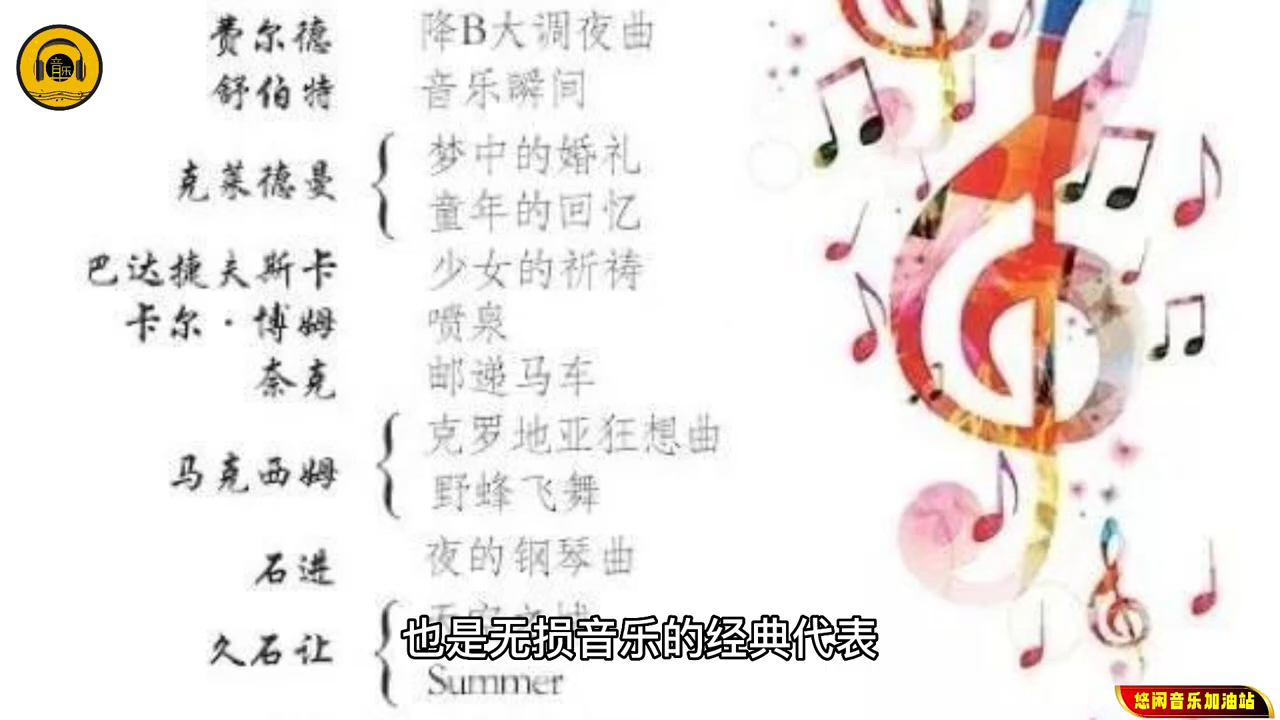 音乐
费尔德 降B大调夜曲
舒伯特 音乐瞬间
克莱德曼 梦中的婚礼
童年的回忆
巴达捷夫斯卡 少女的祈祷
卡尔·博姆 喷泉
奈克 邮递马车
马克西姆 克罗地亚狂想曲
野蜂飞舞
石进 夜的钢琴曲
久石让
也是无损音乐的经典代表
Summer
悠闲音乐加油站